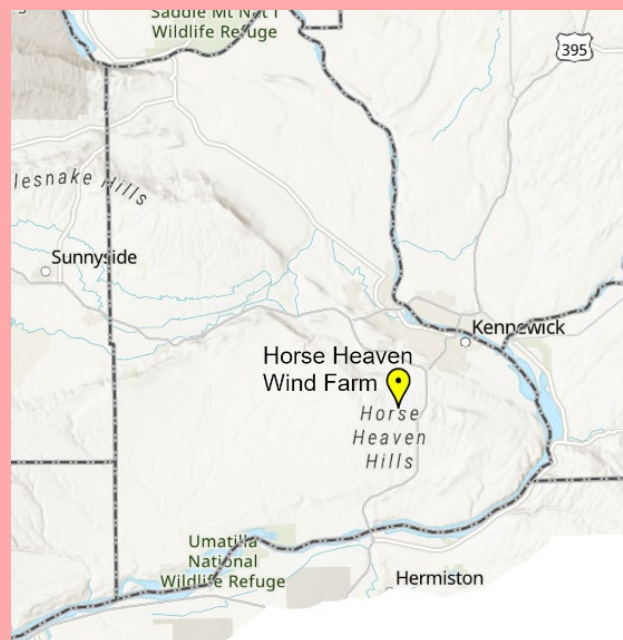 Saddle Mt Nat'l
Wildlife Refuge
395
lesnake Hills
Sunnyside
Kennewick
Horse Heaven
Wind Farm
Horse
Heaven
Hills
Umatilla
National
Wildlife Refuge
Hermiston